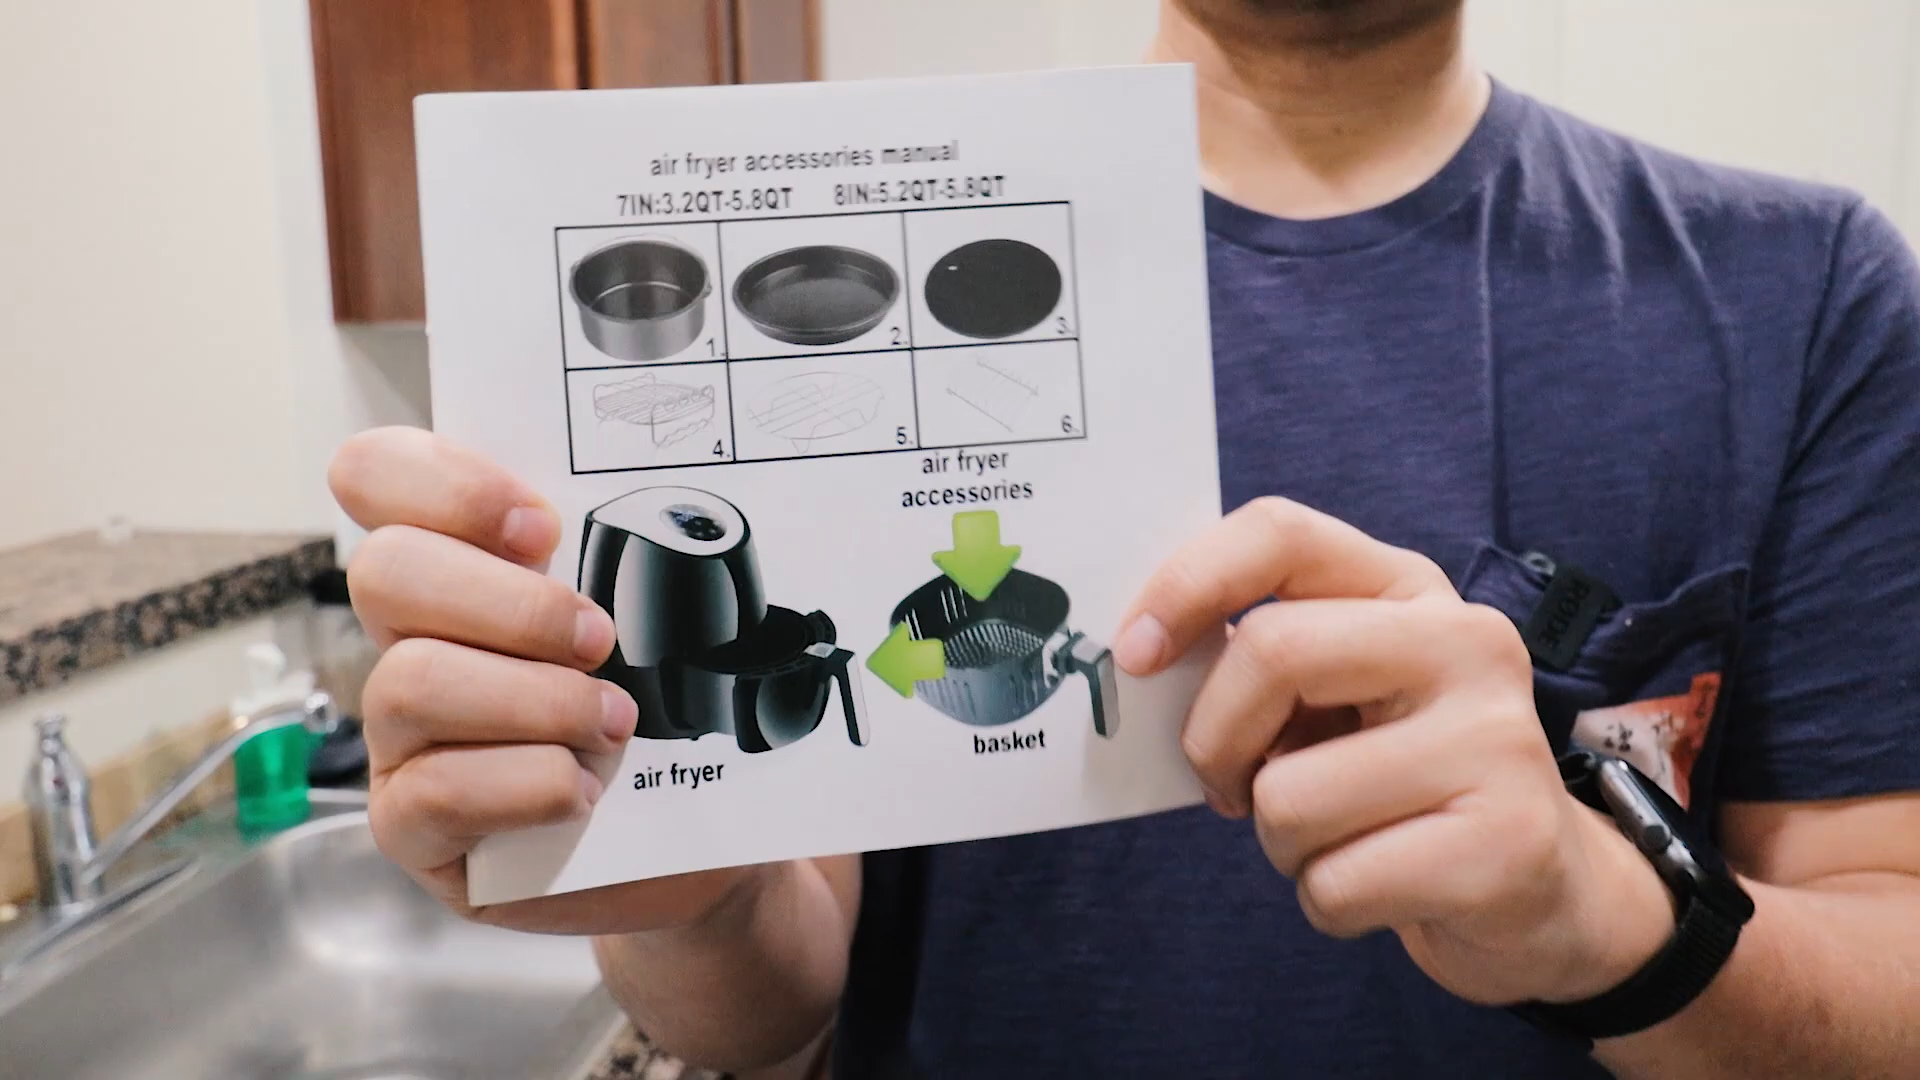 air fryer accessories manual
7IN:3.2QT-5.8QT 8IN:5.2QT-5.8QT
1.
2.
3.
4.
5.
6.
air fryer
accessories
basket
air fryer
RODE